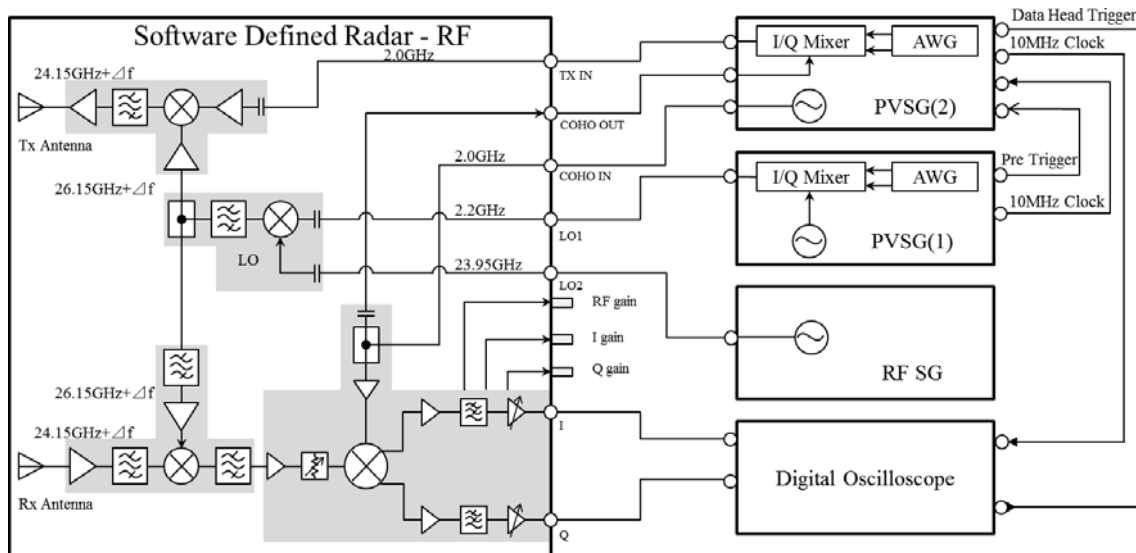 Software Defined Radar - RF
2.0GHz
24.15GHz+⊿f
Tx Antenna
26.15GHz+⊿f
2.2GHz
LO
23.95GHz
2.0GHz
26.15GHz+⊿f
24.15GHz+⊿f
Rx Antenna
TX IN
COHO OUT
COHO IN
LO1
LO2
RF gain
I gain
Q gain
I
Q
I/Q Mixer
AWG
PVSG(2)
I/Q Mixer
AWG
PVSG(1)
RF SG
Digital Oscilloscope
Data Head Trigger
10MHz Clock
Pre Trigger
10MHz Clock